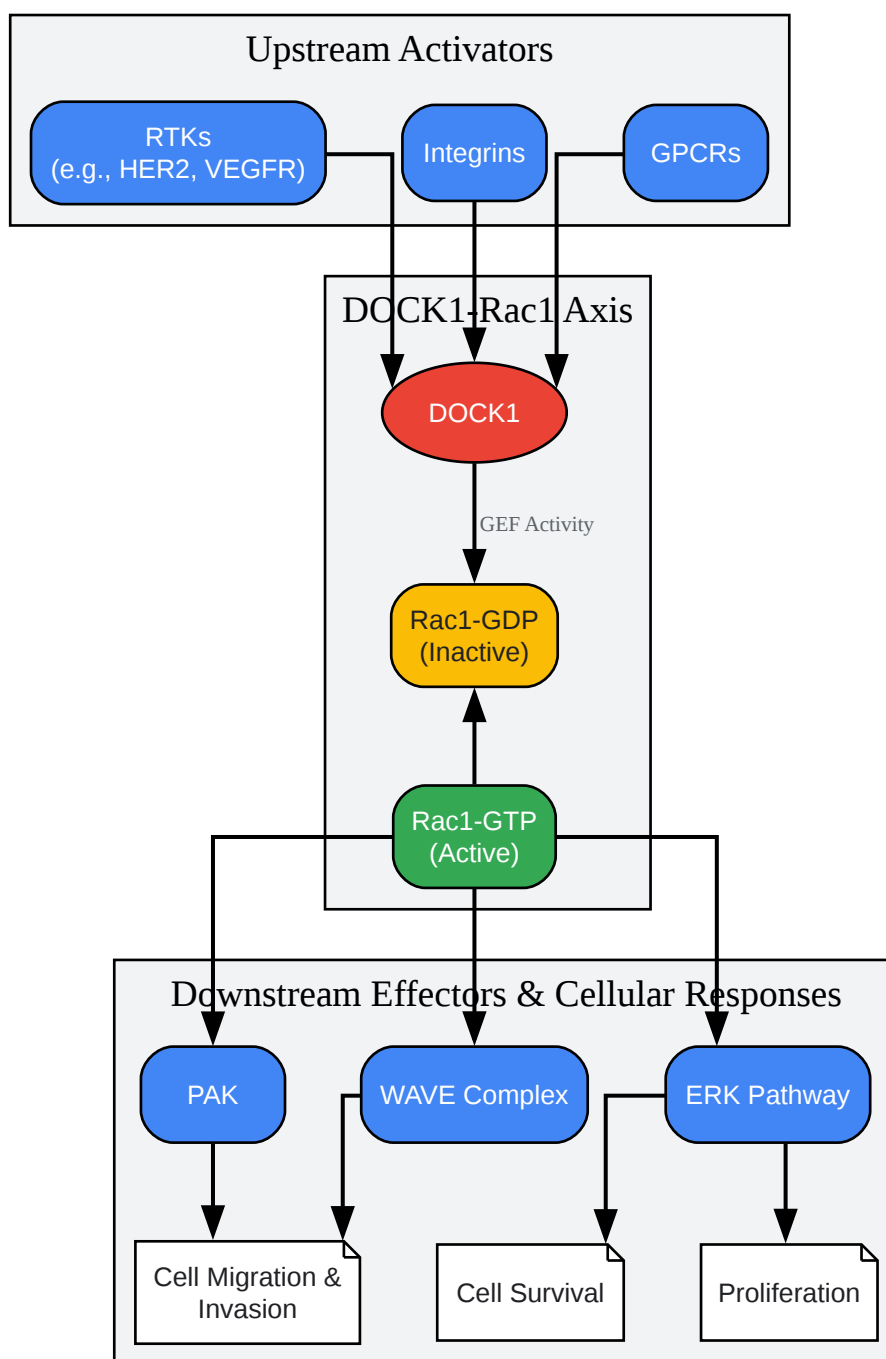 Upstream Activators
RTKs
(e.g., HER2, VEGFR)
Integrins
GPCRs
DOCK1-Rac1 Axis
DOCK1
GEF Activity
Rac1-GDP
(Inactive)
Rac1-GTP
(Active)
Downstream Effectors & Cellular Responses
PAK
WAVE Complex
ERK Pathway
Cell Migration &
Invasion
Cell Survival
Proliferation